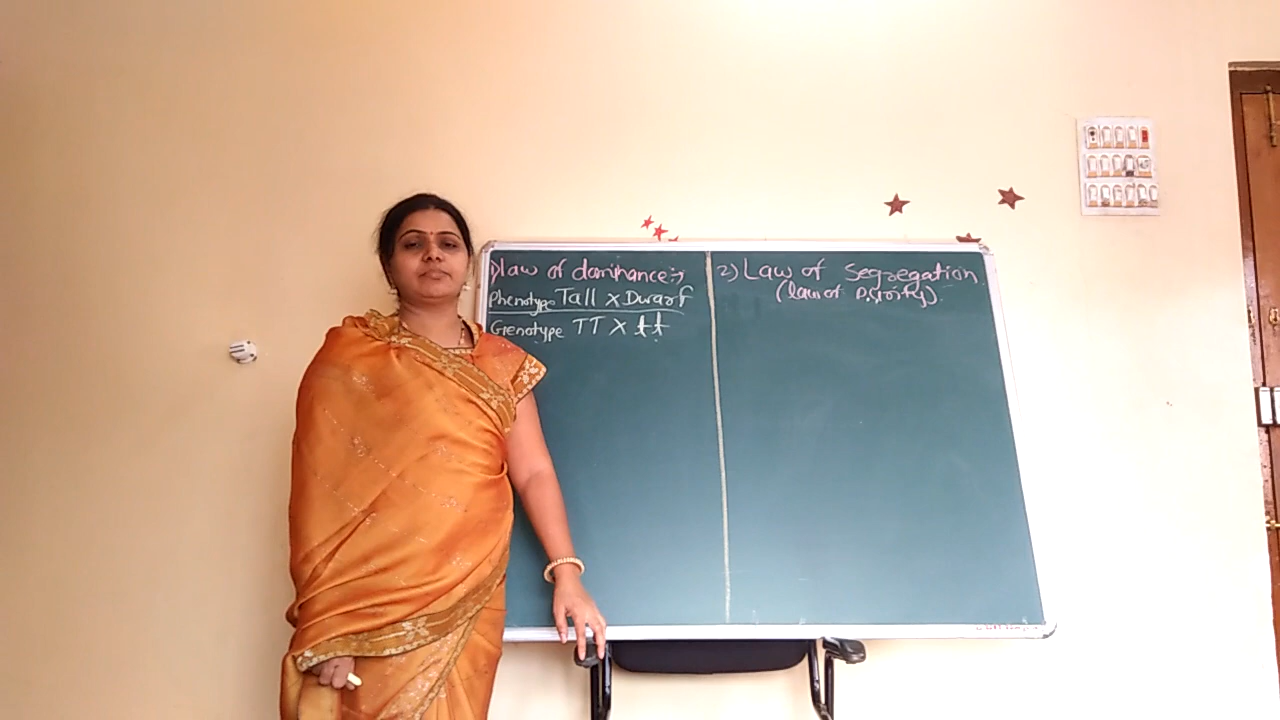 1) Law of dominance:-
Phenotype Tall X Dwarf
Genotype TT X tt
2) Law of Segregation
(law of Purity)